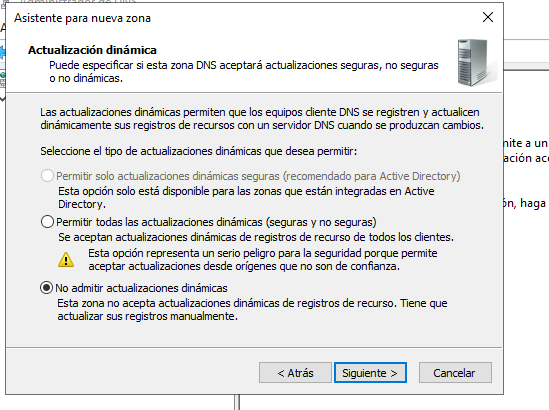 Administrador de DNS
Asistente para nueva zona
Actualización dinámica
Puede especificar si esta zona DNS aceptará actualizaciones seguras, no seguras
o no dinámicas.
Las actualizaciones dinámicas permiten que los equipos cliente DNS se registren y actualicen
dinámicamente sus registros de recursos con un servidor DNS cuando se produzcan cambios.
Seleccione el tipo de actualizaciones dinámicas que desea permitir:
nite a un
Permitir solo actualizaciones dinámicas seguras (recomendado para Active Directory)
Esta opción solo está disponible para las zonas que están integradas en Active
Directory.
ón, haga
Permitir todas las actualizaciones dinámicas (seguras y no seguras)
Se aceptan actualizaciones dinámicas de registros de recurso de todos los clientes.
Esta opción representa un serio peligro para la seguridad porque permite
aceptar actualizaciones desde orígenes que no son de confianza.
No admitir actualizaciones dinámicas
Esta zona no acepta actualizaciones dinámicas de registros de recurso. Tiene que
actualizar sus registros manualmente.
< Atrás
Siguiente >
Cancelar